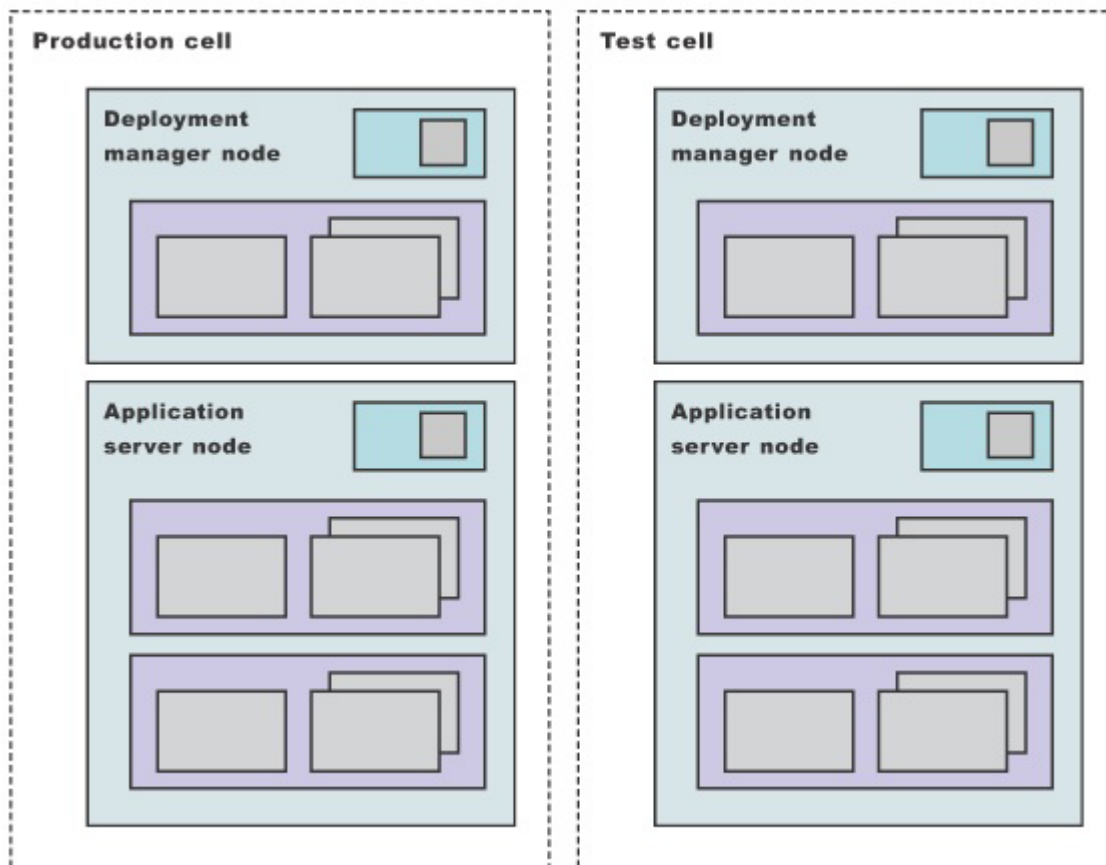 Production cell
Deployment
manager node
Application
server node
Test cell
Deployment
manager node
Application
server node